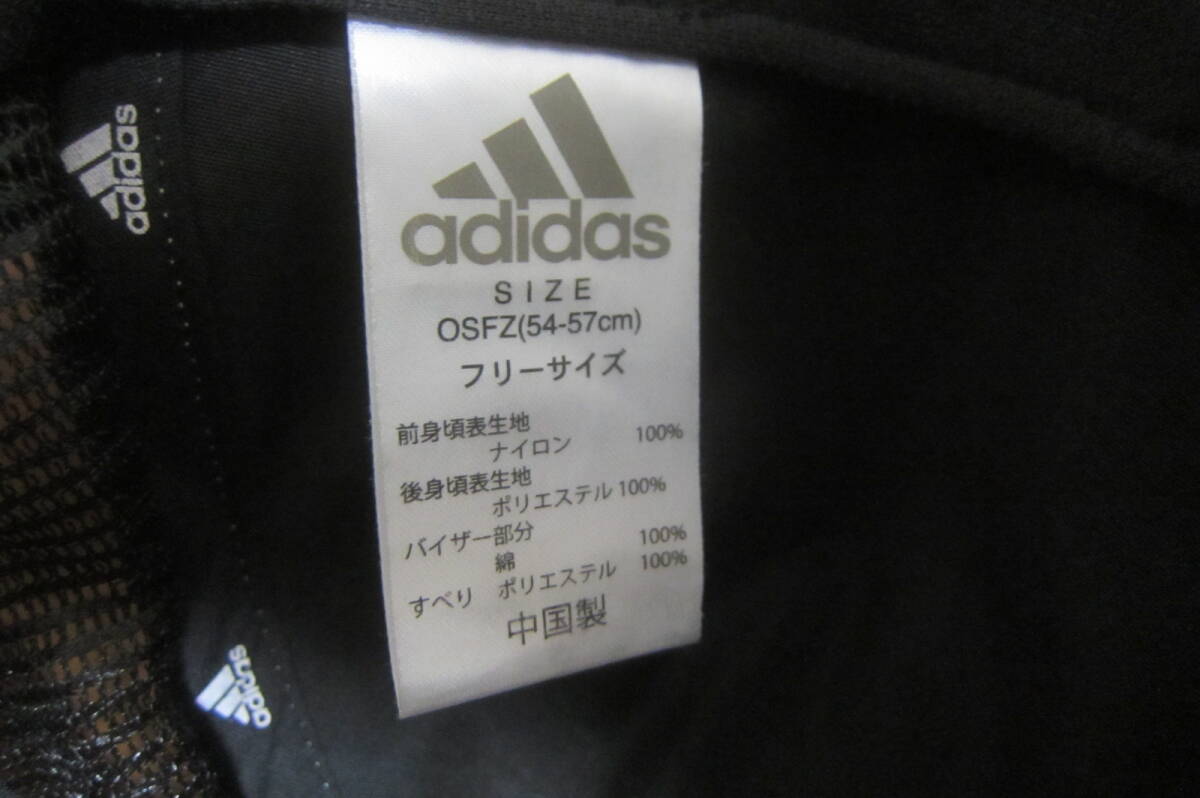 adidas
adidas
SIZE
OSFZ(54-57cm)
フリーサイズ
前身頃表生地
ナイロン 100%
後身頃表生地
ポリエステル 100%
バイザー部分
綿 100%
すべり ポリエステル 100%
中国製
adidas